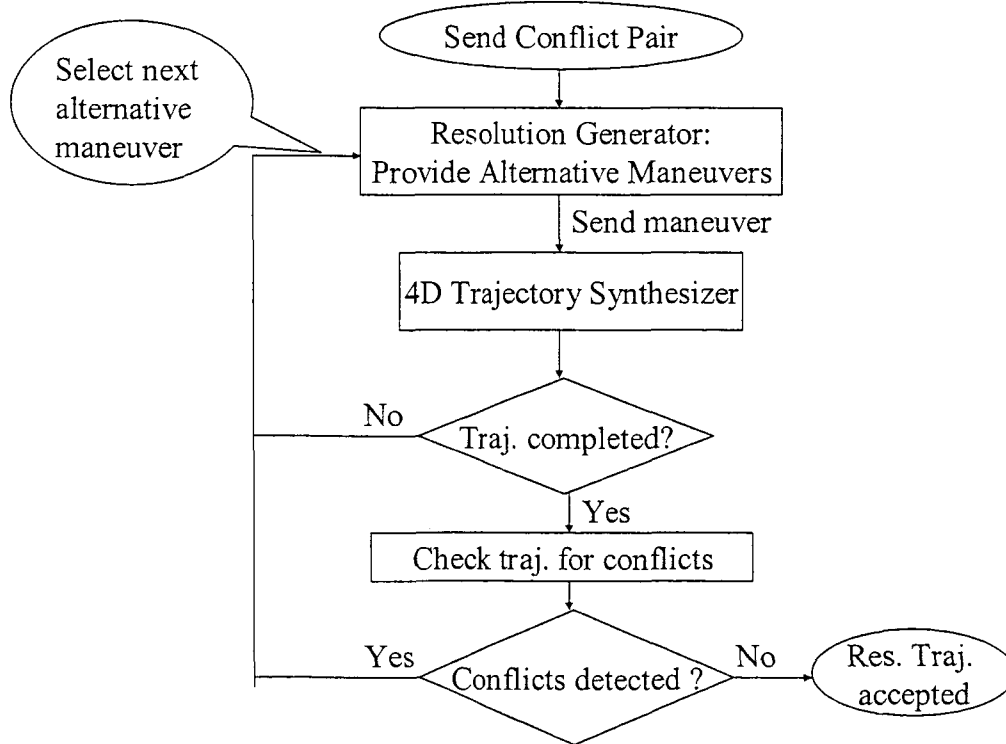 Send Conflict Pair
Select next
alternative
maneuver
Resolution Generator:
Provide Alternative Maneuvers
Send maneuver
4D Trajectory Synthesizer
No
Traj. completed?
Yes
Check traj. for conflicts
Yes
Conflicts detected ?
No
Res. Traj.
accepted